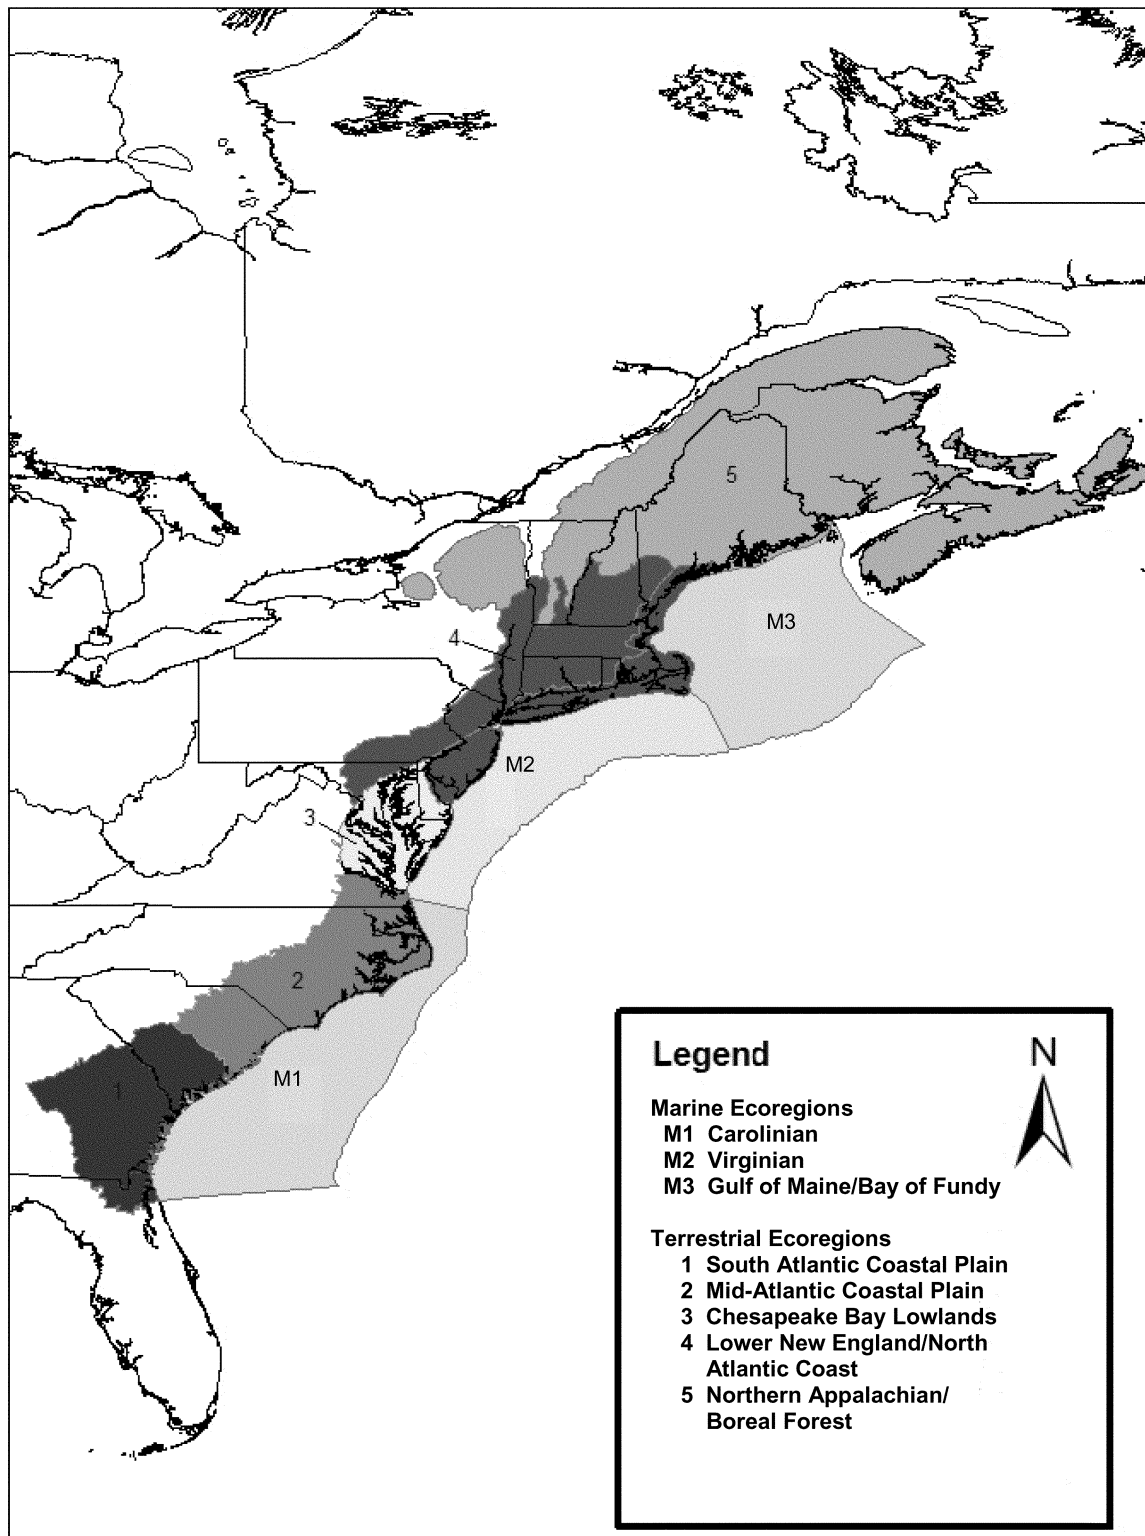 5
M3
4
M2
3
2
1
M1
Legend
N
Marine Ecoregions
M1 Carolinian
M2 Virginian
M3 Gulf of Maine/Bay of Fundy
Terrestrial Ecoregions
1 South Atlantic Coastal Plain
2 Mid-Atlantic Coastal Plain
3 Chesapeake Bay Lowlands
4 Lower New England/North
Atlantic Coast
5 Northern Appalachian/
Boreal Forest